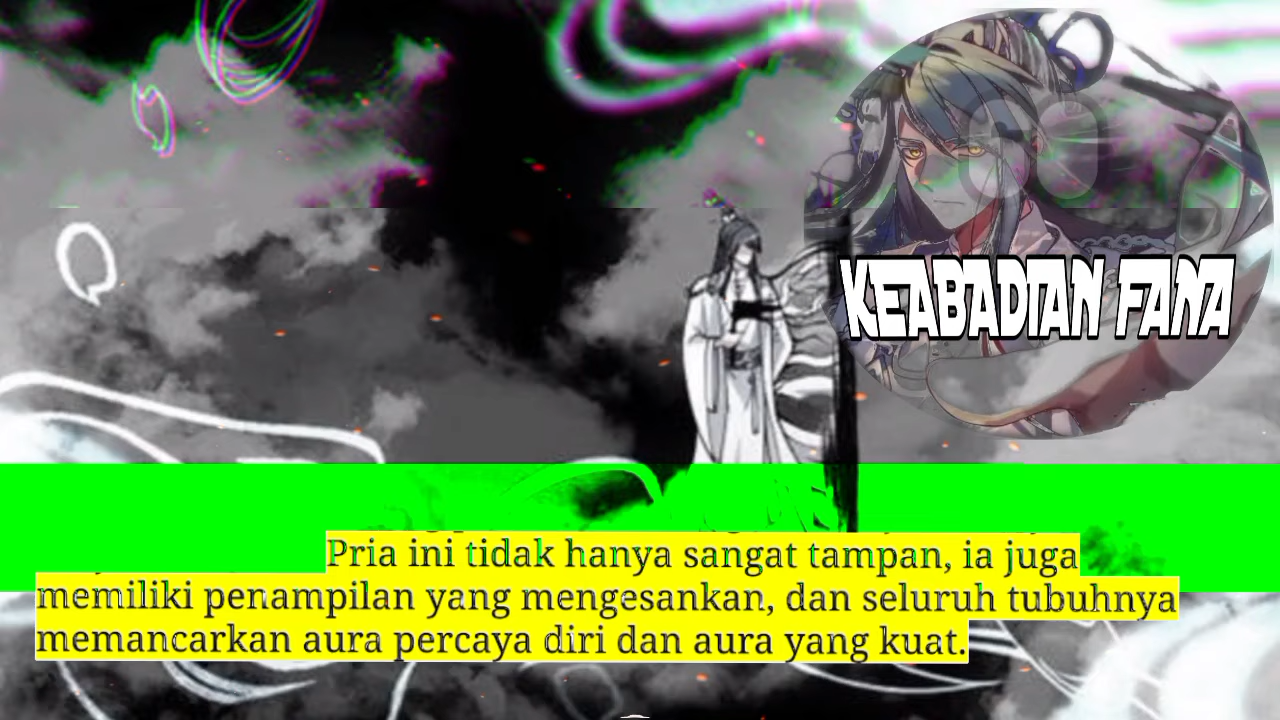 KEABADIAN FANA
Pria ini tidak hanya sangat tampan, ia juga
memiliki penampilan yang mengesankan, dan seluruh tubuhnya
memancarkan aura percaya diri dan aura yang kuat.